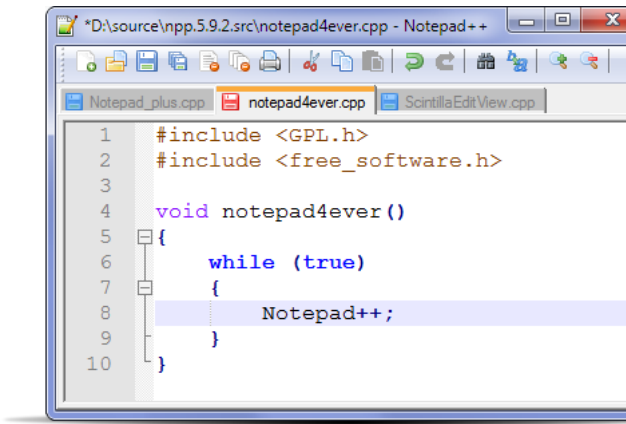 *D:\source\npp.5.9.2.src\notepad4ever.cpp - Notepad++
Notepad_plus.cpp notepad4ever.cpp ScintillaEditView.cpp
1 #include <GPL.h>
2 #include <free_software.h>
3
4 void notepad4ever()
5 {
6 while (true)
7 {
8 Notepad++;
9 }
10 }